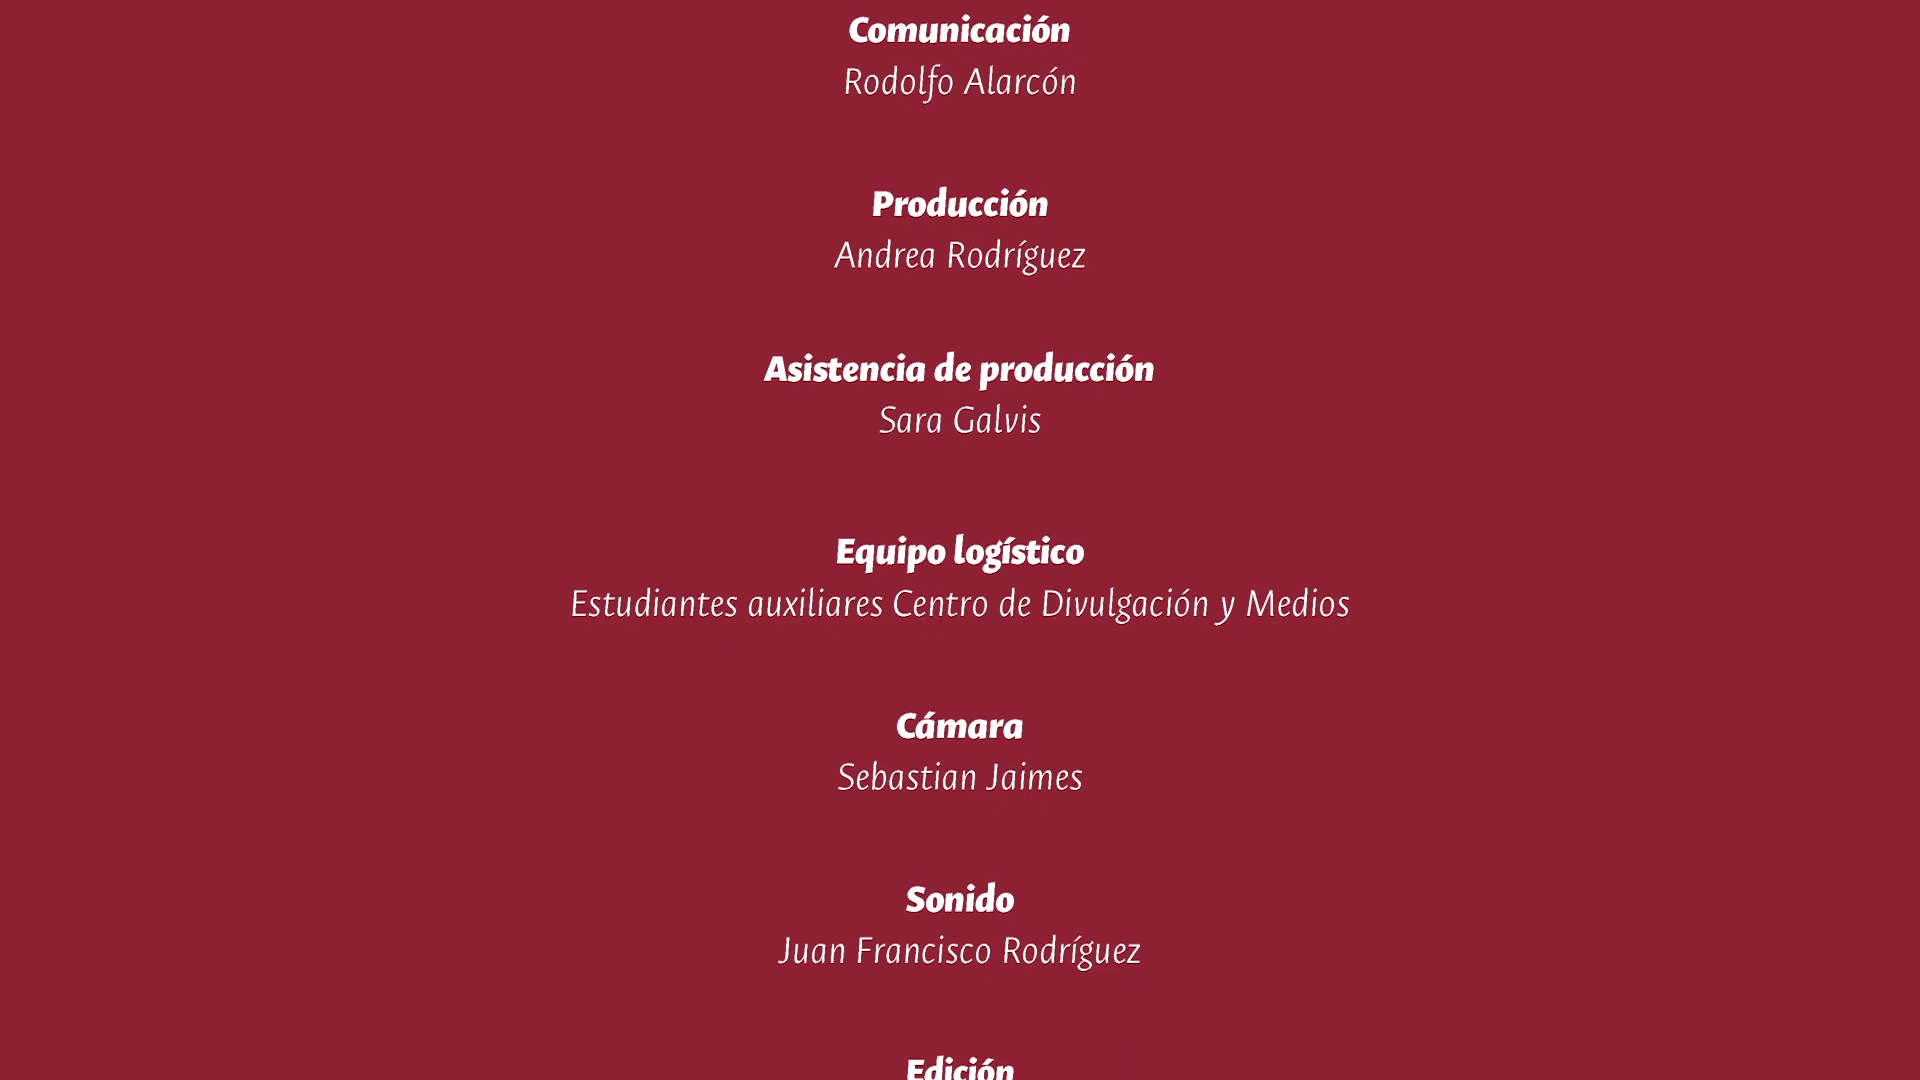 Comunicación
Rodolfo Alarcón
Producción
Andrea Rodríguez
Asistencia de producción
Sara Galvis
Equipo logístico
Estudiantes auxiliares Centro de Divulgación y Medios
Cámara
Sebastian Jaimes
Sonido
Juan Francisco Rodríguez
Edición